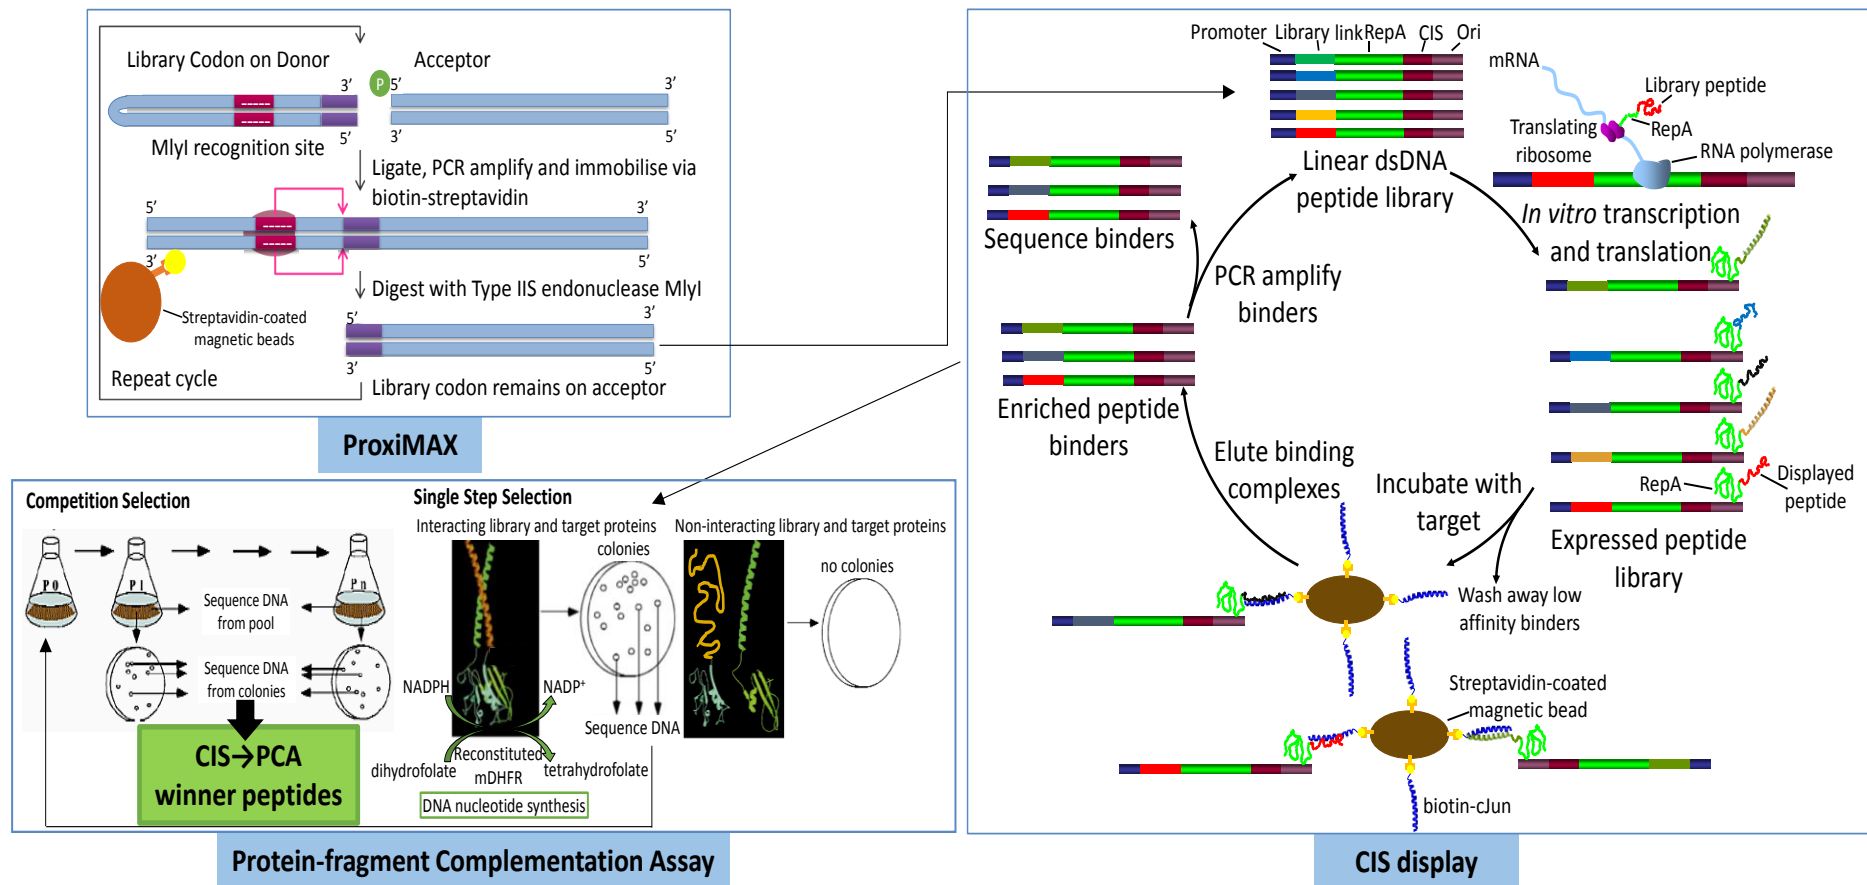 Library Codon on Donor
3’
P
5’
Acceptor
5’
3’
MlyI recognition site
Ligate, PCR amplify and immobilise via
biotin-streptavidin
5’
3’
3’
5’
Digest with Type IIS endonuclease MlyI
Streptavidin-coated
magnetic beads
5’
3’
3’
5’
Repeat cycle
Library codon remains on acceptor
ProxiMAX
Promoter
Library
link
RepA
CIS
Ori
mRNA
Library peptide
RepA
Translating
ribosome
RNA polymerase
Linear dsDNA
peptide library
In vitro transcription
and translation
Sequence binders
PCR amplify
binders
Enriched peptide
binders
Elute binding
complexes
Incubate with
target
RepA
Displayed
peptide
Expressed peptide
library
Wash away low
affinity binders
Streptavidin-coated
magnetic bead
biotin-cJun
CIS display
Competition Selection
P 0
P 1
P n
Sequence DNA
from pool
Sequence DNA
from colonies
CIS→PCA
winner peptides
Single Step Selection
Interacting library and target proteins
colonies
Non-interacting library and target proteins
no colonies
NADPH
NADP+
Sequence DNA
Reconstituted
mDHFR
dihydrofolate
tetrahydrofolate
DNA nucleotide synthesis
Protein-fragment Complementation Assay